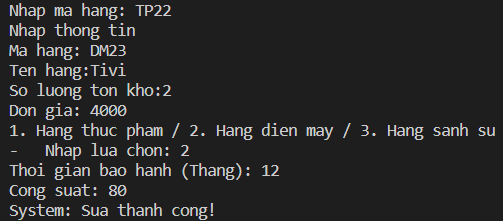 Nhap ma hang: TP22
Nhap thong tin
Ma hang: DM23
Ten hang:Tivi
So luong ton kho:2
Don gia: 4000
1. Hang thuc pham / 2. Hang dien may / 3. Hang sanh su
-   Nhap lua chon: 2
Thoi gian bao hanh (Thang): 12
Cong suat: 80
System: Sua thanh cong!